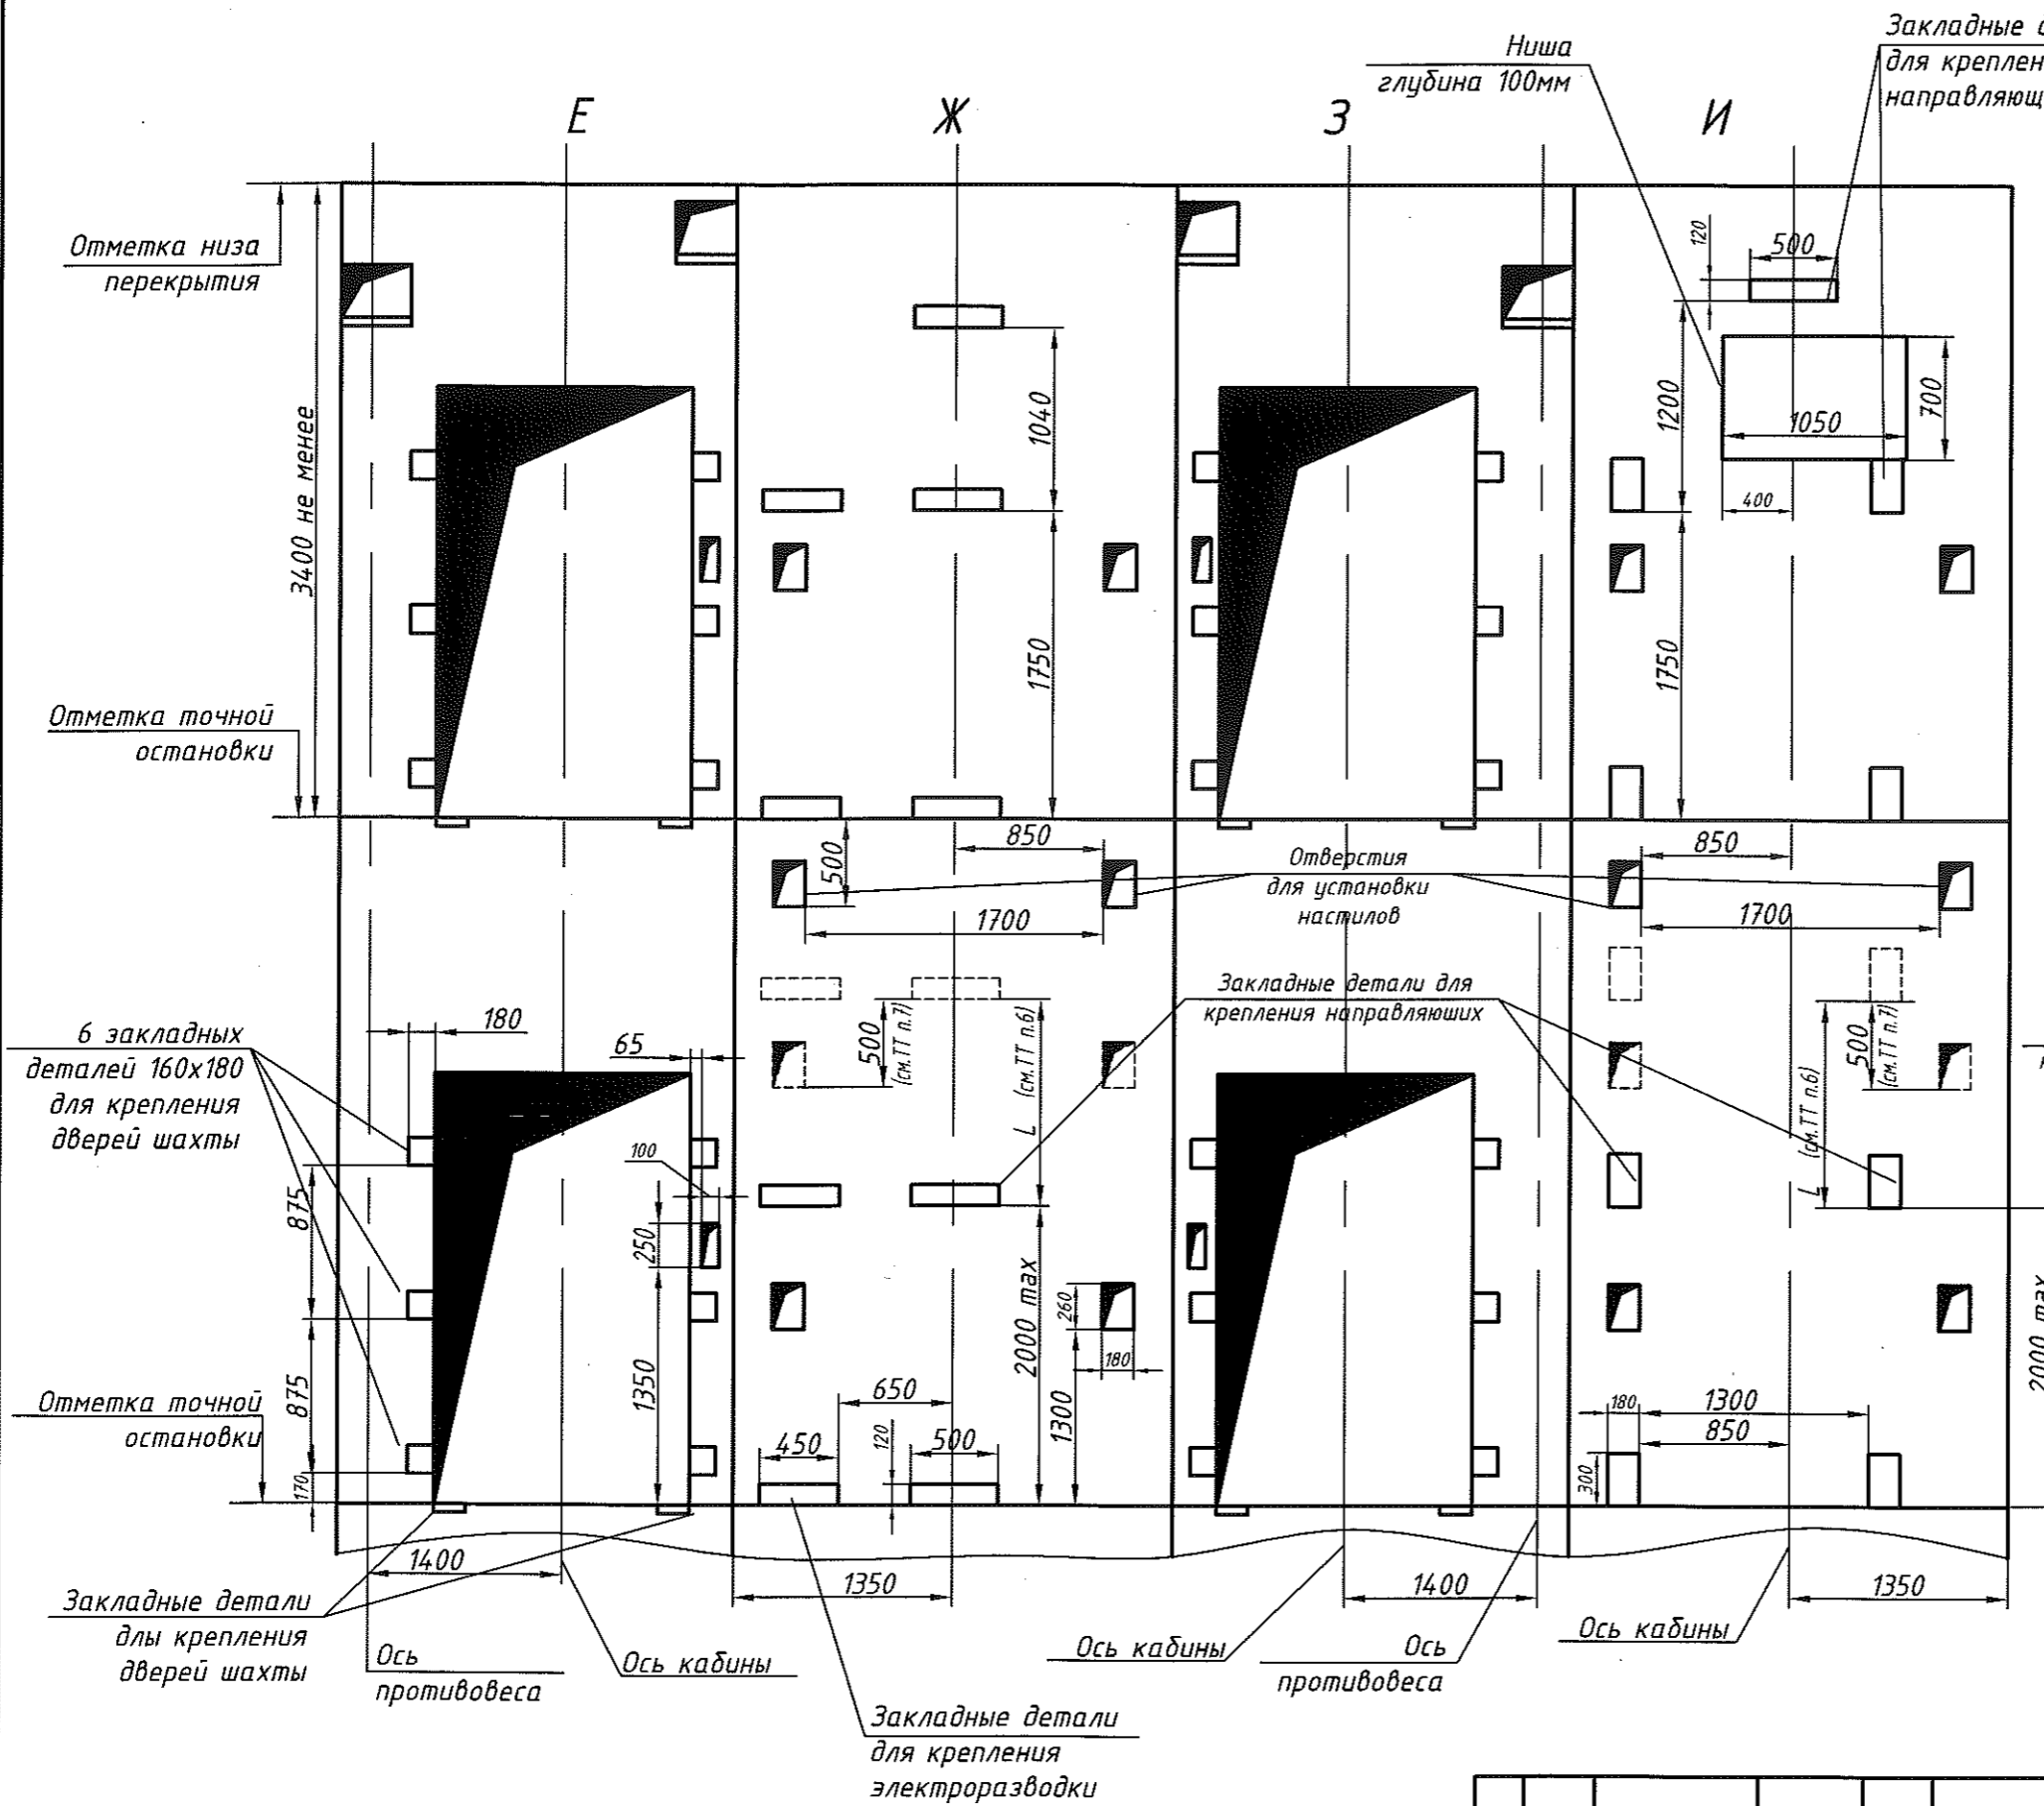 Ниша
глубина 100мм
Закладные
для креплен
направляющ
Е
Ж
З
И
Отметка низа
перекрытия
120
500
3400 не менее
1040
1200
700
1050
400
1750
1750
Отметка точной
остановки
500
850
Отверстия
для установки
настилов
850
1700
1700
6 закладных
деталей 160х180
для крепления
дверей шахты
180
65
500
(см.ТТ п.7)
L (см.ТТ п.6)
Закладные детали для
крепления направляюших
500
(см.ТТ п.7)
L (см.ТТ п.6)
100
875
250
875
1350
2000 max
260
180
1300
650
450
120
500
180
1300
850
300
2000 max
Отметка точной
остановки
170
1400
1350
1400
1350
Закладные детали
длы крепления
дверей шахты
Ось
противовеса
Ось кабины
Ось кабины
Ось
противовеса
Ось кабины
Закладные детали
для крепления
электроразводки